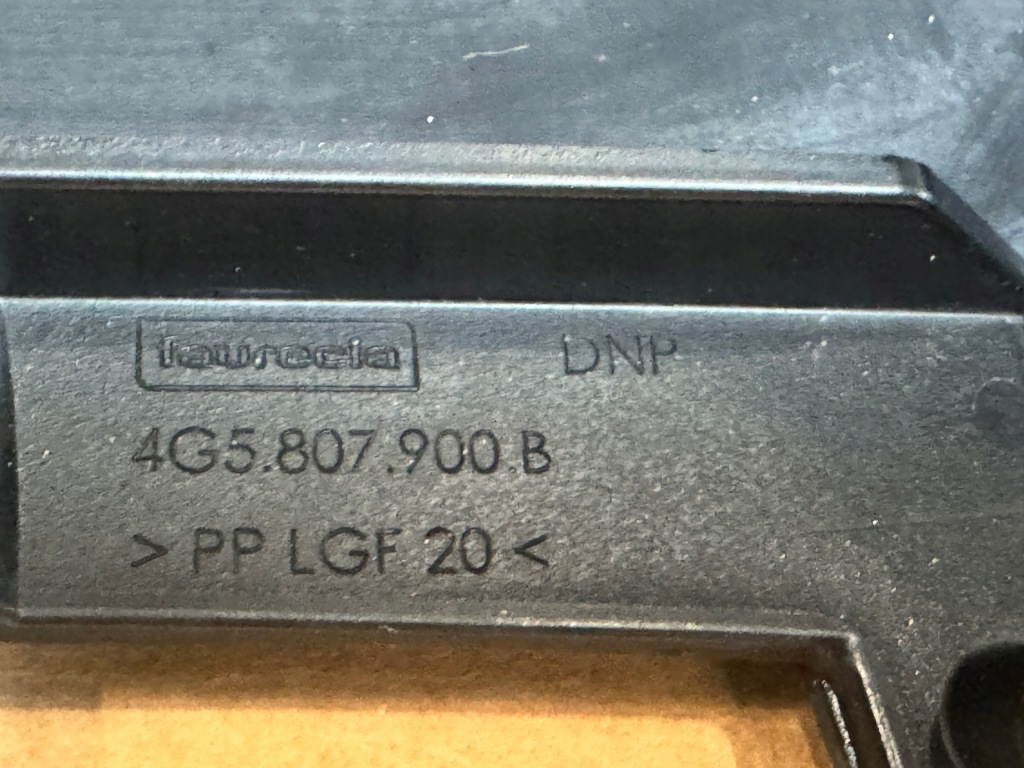 faurecia DNP
4G5.807.900 B
> PP LGF 20 <